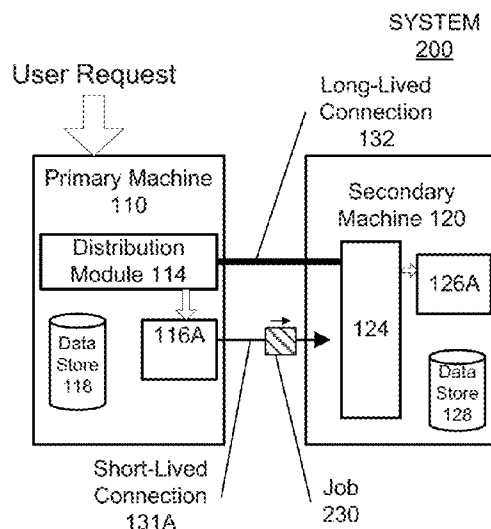 SYSTEM
200
User Request
Long-Lived
Connection
132
Primary Machine
110
Secondary
Machine 120
Distribution
Module 114
126A
124
116A
Data
Store
118
Data
Store
128
Short-Lived
Connection
131A
Job
230